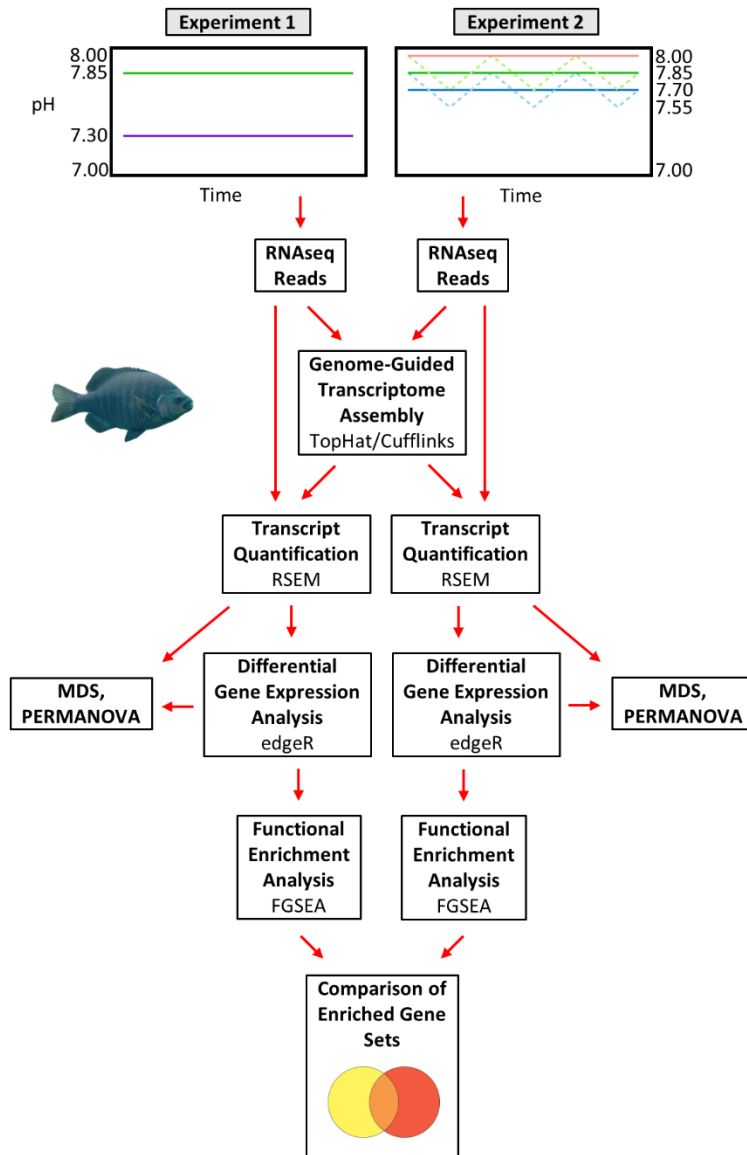 Experiment 1
Experiment 2
8.00
7.85
pH
7.30
7.00
Time
8.00
7.85
7.70
7.55
7.00
Time
RNAseq
Reads
RNAseq
Reads
Genome-Guided
Transcriptome
Assembly
TopHat/Cufflinks
Transcript
Quantification
RSEM
Transcript
Quantification
RSEM
MDS,
PERMANOVA
Differential
Gene Expression
Analysis
edgeR
Differential
Gene Expression
Analysis
edgeR
MDS,
PERMANOVA
Functional
Enrichment
Analysis
FGSEA
Functional
Enrichment
Analysis
FGSEA
Comparison of
Enriched Gene
Sets